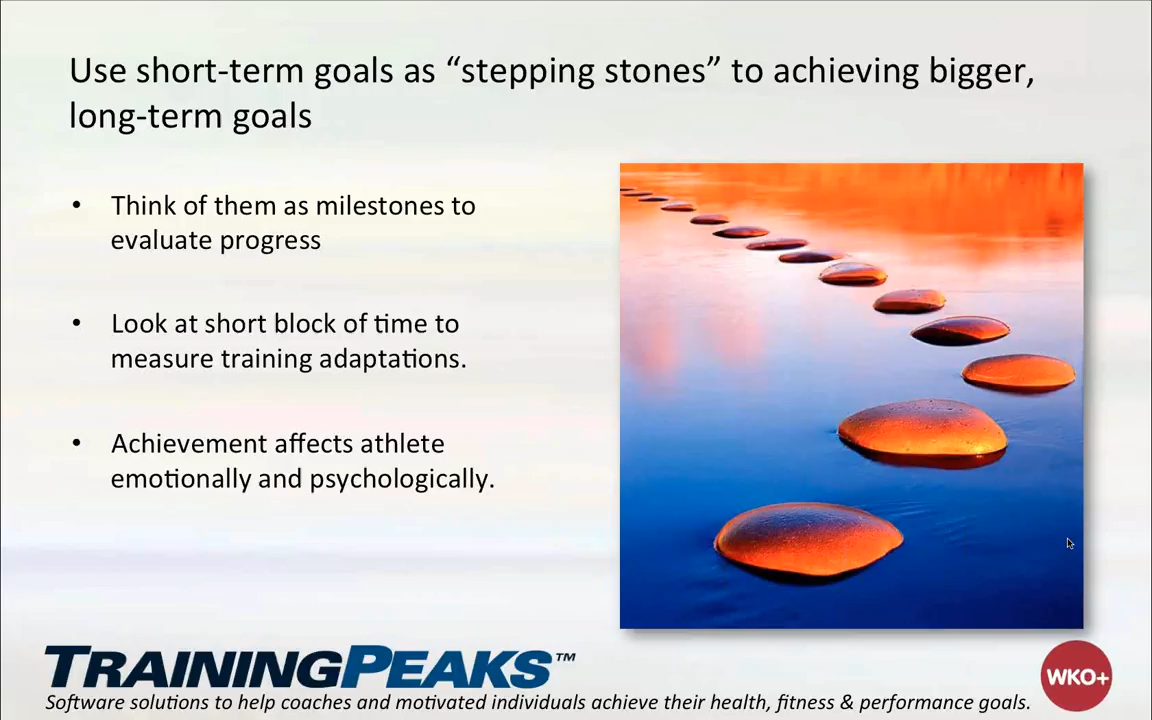 Use short-term goals as “stepping stones” to achieving bigger,
long-term goals
• Think of them as milestones to
evaluate progress
• Look at short block of time to
measure training adaptations.
• Achievement affects athlete
emotionally and psychologically.
TRAININGPEAKS™
WKO+
Software solutions to help coaches and motivated individuals achieve their health, fitness & performance goals.